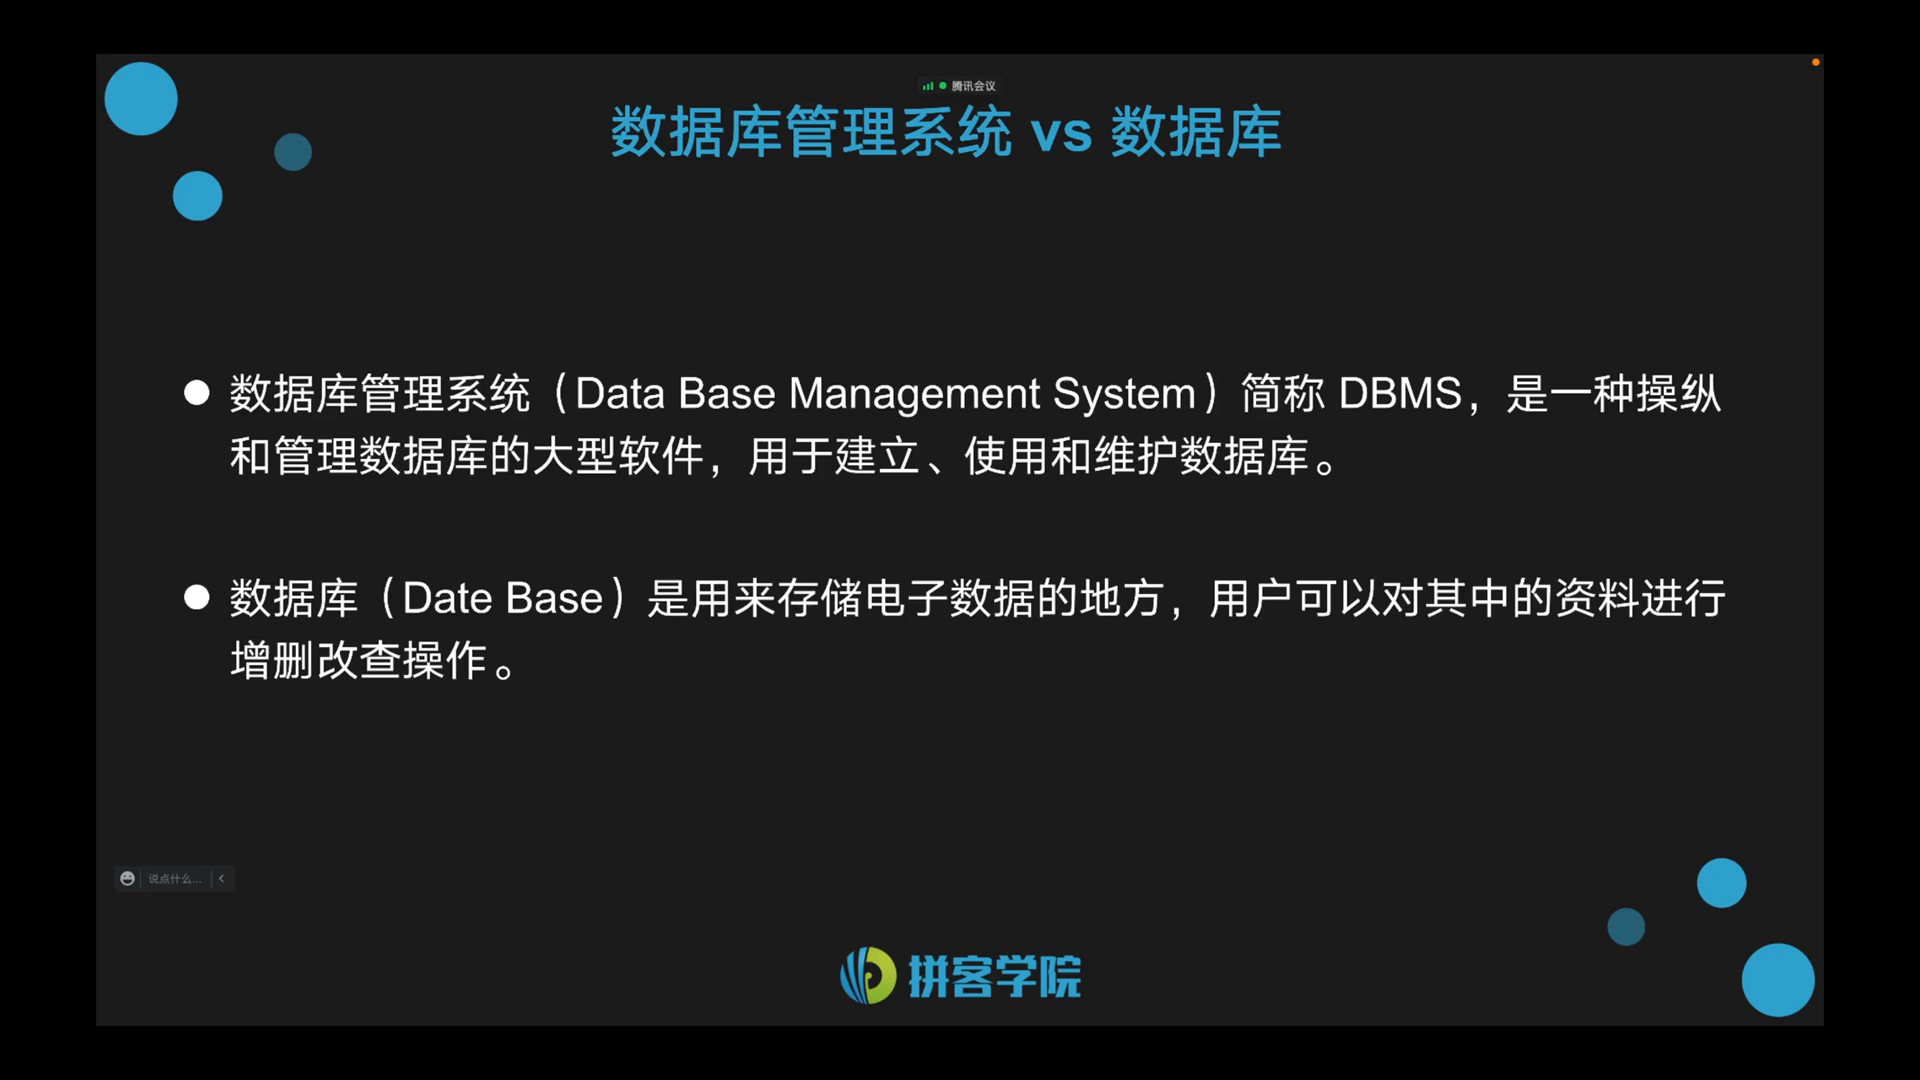 腾讯会议
数据库管理系统 vs 数据库
● 数据库管理系统（Data Base Management System）简称 DBMS，是一种操纵
和管理数据库的大型软件，用于建立、使用和维护数据库。
● 数据库（Date Base）是用来存储电子数据的地方，用户可以对其中的资料进行
增删改查操作。
说点什么...
拼客学院